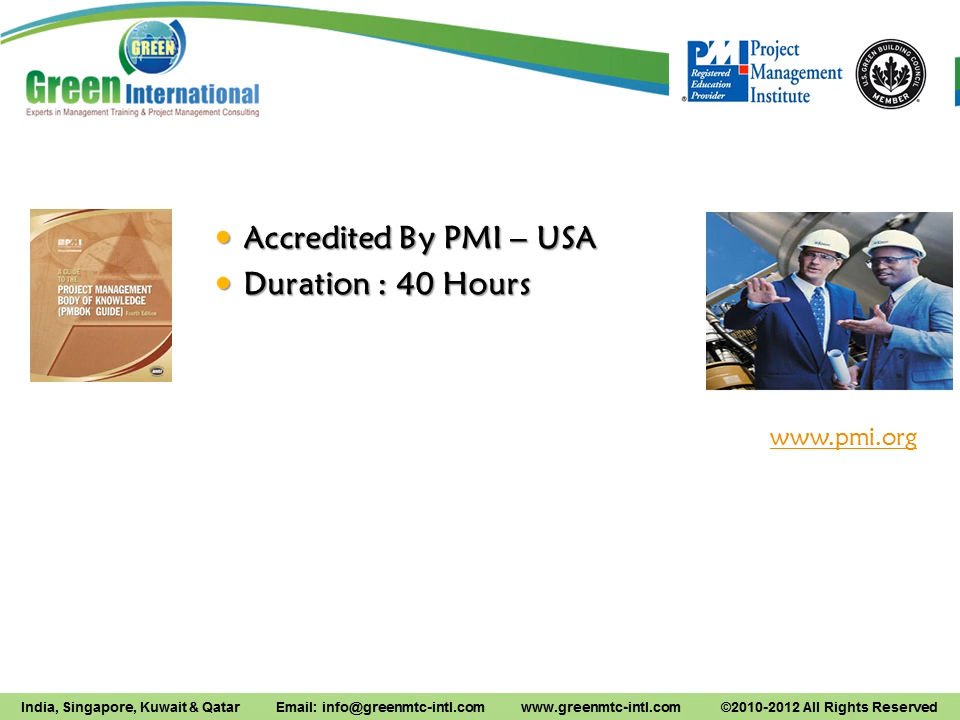 GREEN
Green International
Experts in Management Training & Project Management Consulting
PMI
Registered
Education
Provider
®
Project
Management
Institute
U.S. GREEN BUILDING COUNCIL
MEMBER
PMI
A GUIDE
TO THE
PROJECT MANAGEMENT
BODY OF KNOWLEDGE
(PMBOK® GUIDE) Fourth Edition
ANSI
• Accredited By PMI – USA
• Duration : 40 Hours
www.pmi.org
India, Singapore, Kuwait & Qatar Email: info@greenmtc-intl.com www.greenmtc-intl.com ©2010-2012 All Rights Reserved